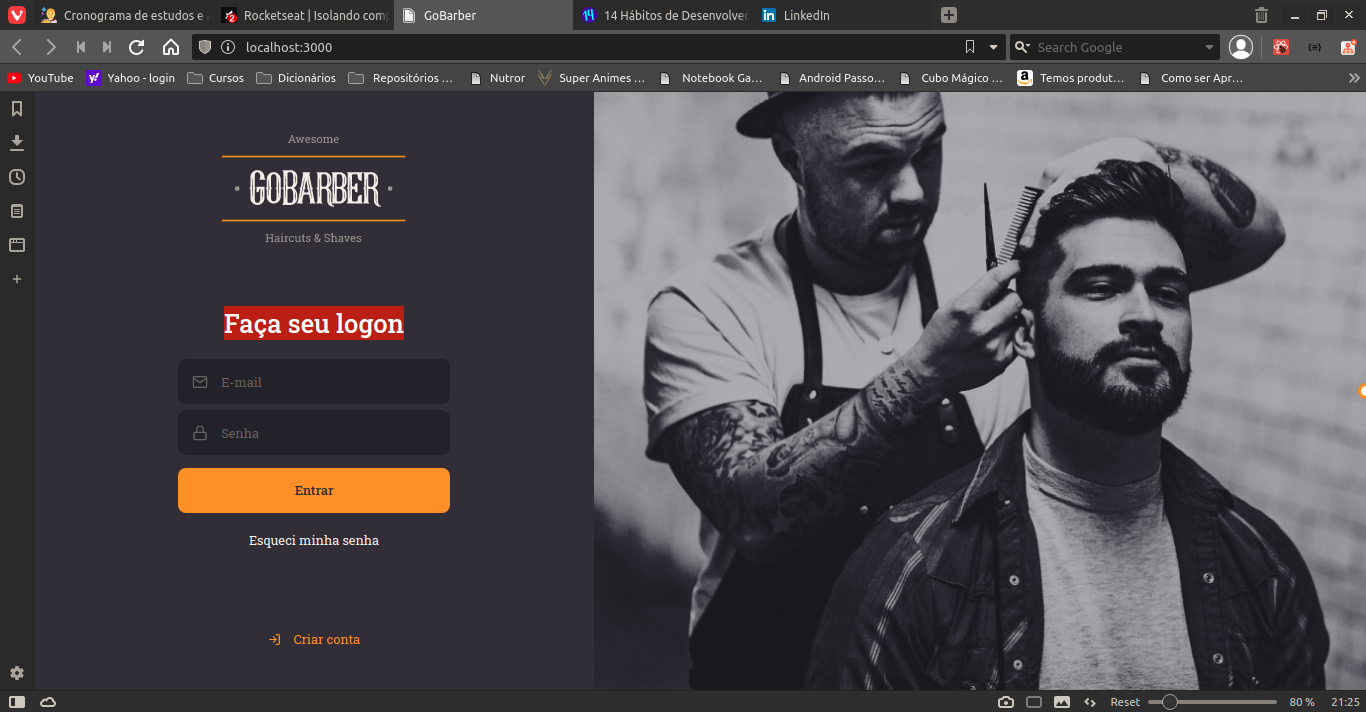 Cronograma de estudos e
Rocketseat | Isolando com
GoBarber
14 Hábitos de Desenvolved
LinkedIn
localhost:3000
Search Google
YouTube
Yahoo - login
Cursos
Dicionários
Repositórios ...
Nutror
Super Animes ...
Notebook Ga...
Android Passo...
Cubo Mágico ...
Temos produt...
Como ser Apr...
Awesome
GOBARBER
Haircuts & Shaves
Faça seu logon
E-mail
Senha
Entrar
Esqueci minha senha
Criar conta
Reset
80 %
21:25